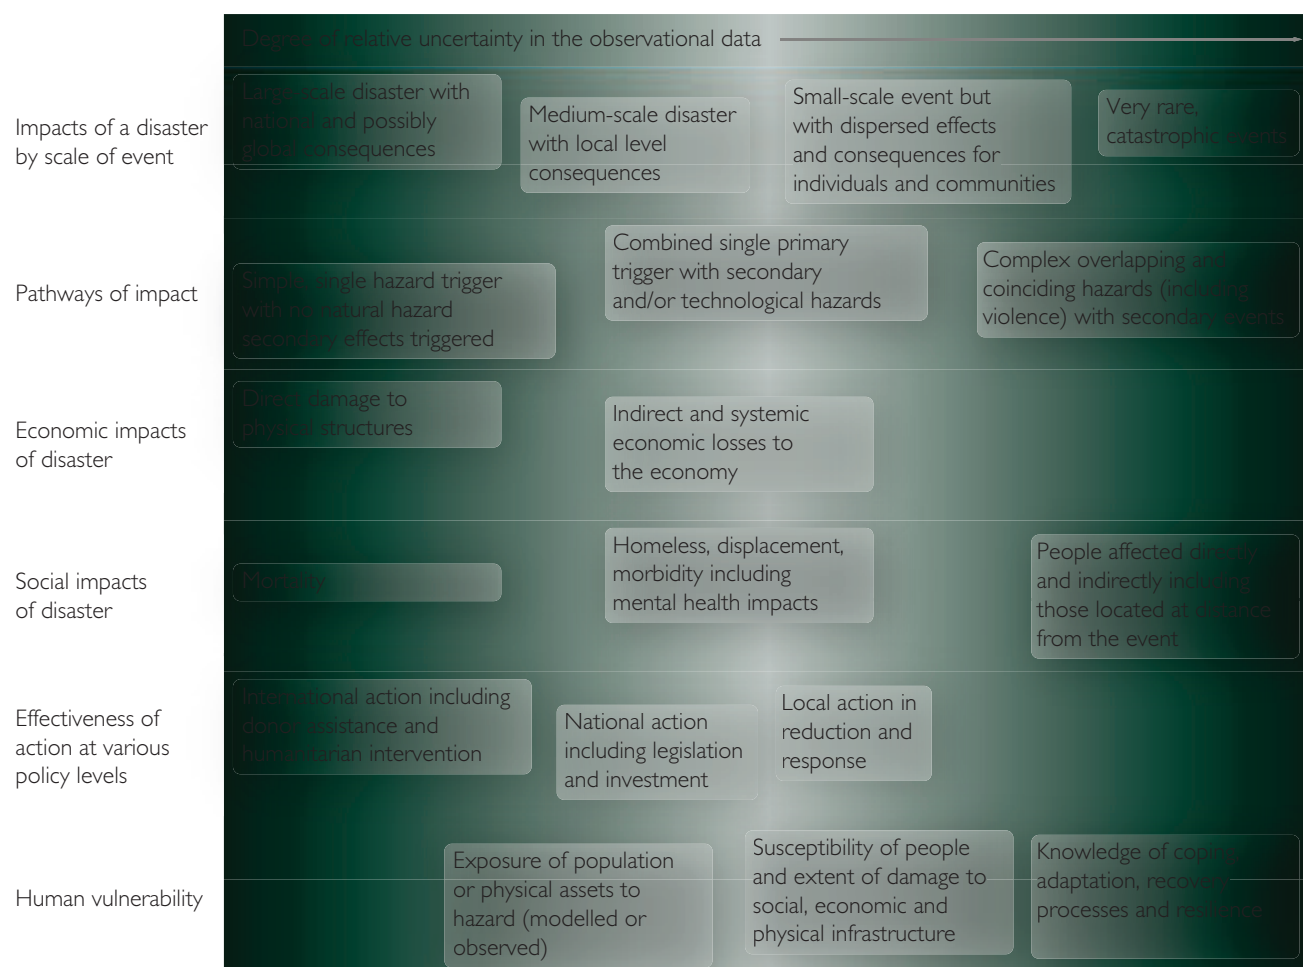 Degree of relative uncertainty in the observational data
Impacts of a disaster
by scale of event
Large scale disaster with
national and possibly
global consequences
Medium-scale disaster
with local level
consequences
Small-scale event but
with dispersed effects
and consequences for
individuals and communities
Very rare,
catastrophic events
Pathways of impact
Simple, single hazard trigger
with no natural hazard
secondary effects triggered
Combined single primary
trigger with secondary
and/or technological hazards
Complex overlapping and
coinciding hazards (including
violence) with secondary events
Economic impacts
of disaster
Direct damage to
physical structures
Indirect and systemic
economic losses to
the economy
Social impacts
of disaster
Mortality
Homeless, displacement,
morbidity including
mental health impacts
People affected directly
and indirectly including
those located at distance
from the event
Effectiveness of
action at various
policy levels
International action including
donor assistance and
humanitarian intervention
National action
including legislation
and investment
Local action in
reduction and
response
Human vulnerability
Exposure of population
or physical assets to
hazard (modelled or
observed)
Susceptibility of people
and extent of damage to
social, economic and
physical infrastructure
Knowledge of coping,
adaptation, recovery
processes and resilience